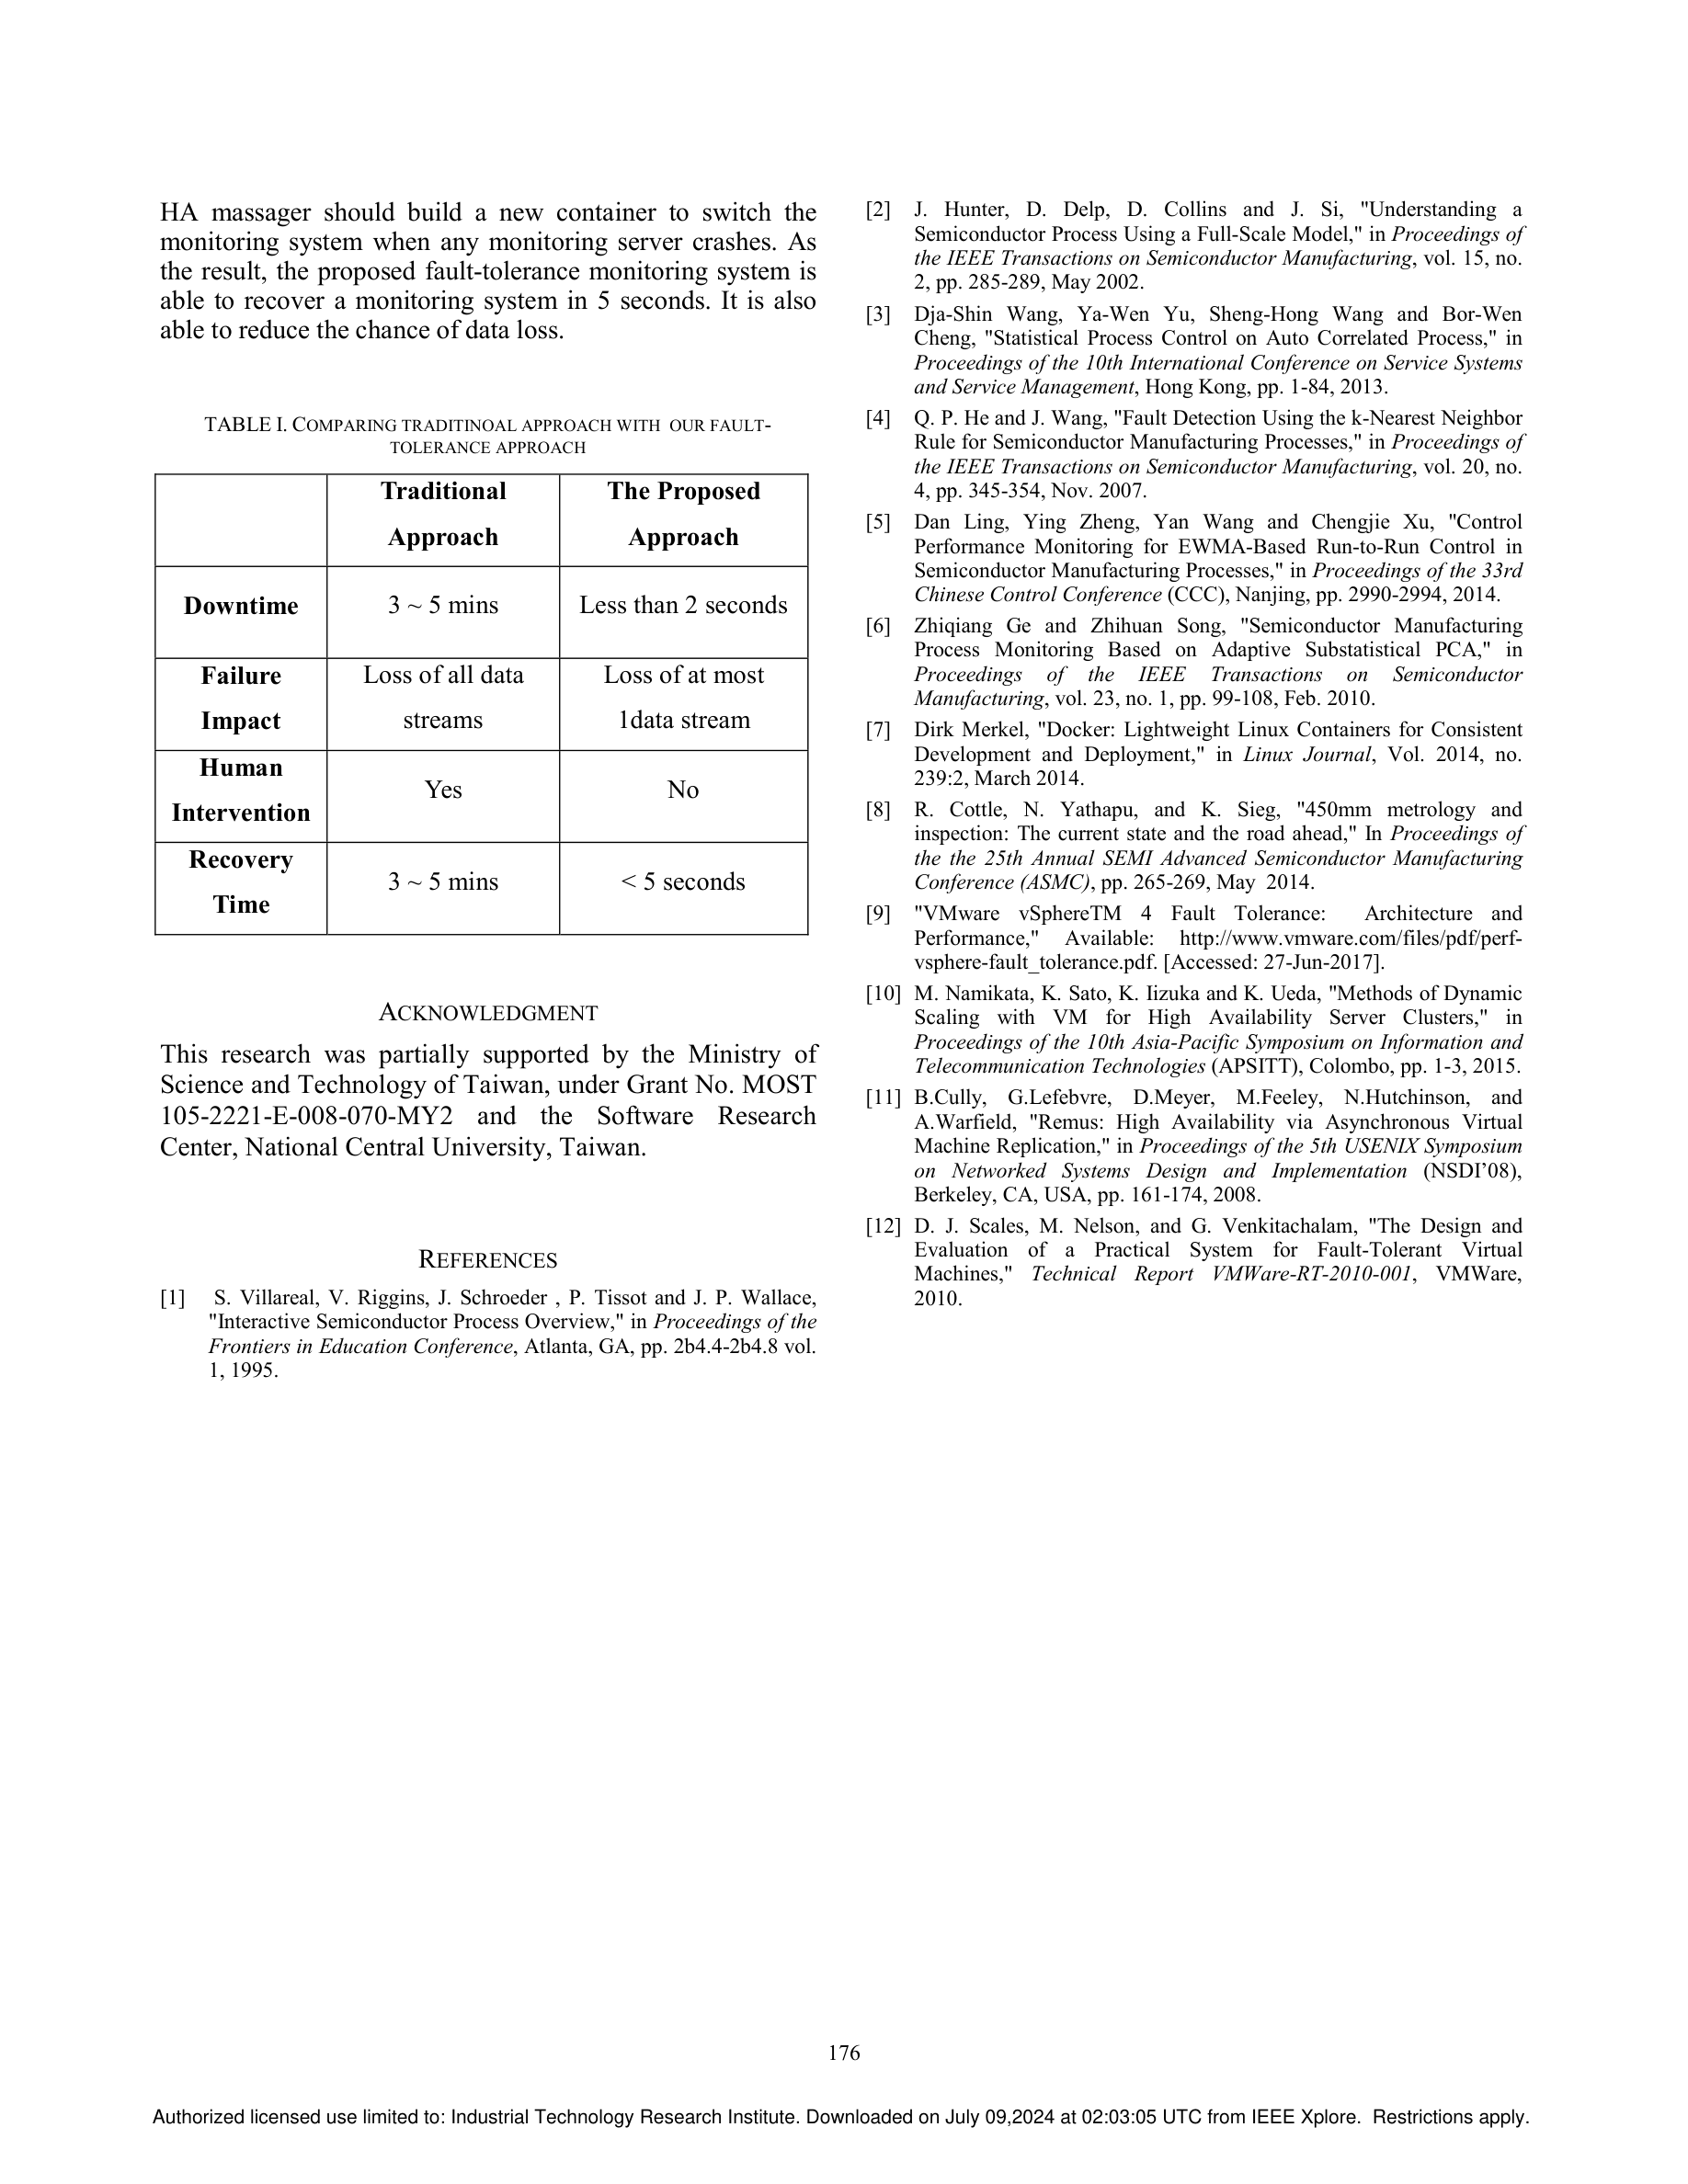 HA massager should build a new container to switch the
monitoring system when any monitoring server crashes. As
the result, the proposed fault-tolerance monitoring system is
able to recover a monitoring system in 5 seconds. It is also
able to reduce the chance of data loss.
TABLE I. COMPARING TRADITINOAL APPROACH WITH OUR FAULT-
TOLERANCE APPROACH
Traditional
Approach
The Proposed
Approach
Downtime
3 ~ 5 mins
Less than 2 seconds
Failure
Impact
Loss of all data
streams
Loss of at most
1data stream
Human
Intervention
Yes
No
Recovery
Time
3 ~ 5 mins
< 5 seconds
ACKNOWLEDGMENT
This research was partially supported by the Ministry of
Science and Technology of Taiwan, under Grant No. MOST
105-2221-E-008-070-MY2 and the Software Research
Center, National Central University, Taiwan.
REFERENCES
[1] S. Villareal, V. Riggins, J. Schroeder , P. Tissot and J. P. Wallace,
"Interactive Semiconductor Process Overview," in Proceedings of the
Frontiers in Education Conference, Atlanta, GA, pp. 2b4.4-2b4.8 vol.
1, 1995.
[2] J. Hunter, D. Delp, D. Collins and J. Si, "Understanding a
Semiconductor Process Using a Full-Scale Model," in Proceedings of
the IEEE Transactions on Semiconductor Manufacturing, vol. 15, no.
2, pp. 285-289, May 2002.
[3] Dja-Shin Wang, Ya-Wen Yu, Sheng-Hong Wang and Bor-Wen
Cheng, "Statistical Process Control on Auto Correlated Process," in
Proceedings of the 10th International Conference on Service Systems
and Service Management, Hong Kong, pp. 1-84, 2013.
[4] Q. P. He and J. Wang, "Fault Detection Using the k-Nearest Neighbor
Rule for Semiconductor Manufacturing Processes," in Proceedings of
the IEEE Transactions on Semiconductor Manufacturing, vol. 20, no.
4, pp. 345-354, Nov. 2007.
[5] Dan Ling, Ying Zheng, Yan Wang and Chengjie Xu, "Control
Performance Monitoring for EWMA-Based Run-to-Run Control in
Semiconductor Manufacturing Processes," in Proceedings of the 33rd
Chinese Control Conference (CCC), Nanjing, pp. 2990-2994, 2014.
[6] Zhiqiang Ge and Zhihuan Song, "Semiconductor Manufacturing
Process Monitoring Based on Adaptive Substatistical PCA," in
Proceedings of the IEEE Transactions on Semiconductor
Manufacturing, vol. 23, no. 1, pp. 99-108, Feb. 2010.
[7] Dirk Merkel, "Docker: Lightweight Linux Containers for Consistent
Development and Deployment," in Linux Journal, Vol. 2014, no.
239:2, March 2014.
[8] R. Cottle, N. Yathapu, and K. Sieg, "450mm metrology and
inspection: The current state and the road ahead," In Proceedings of
the the 25th Annual SEMI Advanced Semiconductor Manufacturing
Conference (ASMC), pp. 265-269, May 2014.
[9] "VMware vSphereTM 4 Fault Tolerance: Architecture and
Performance," Available: http://www.vmware.com/files/pdf/perf-
vsphere-fault_tolerance.pdf. [Accessed: 27-Jun-2017].
[10] M. Namikata, K. Sato, K. Iizuka and K. Ueda, "Methods of Dynamic
Scaling with VM for High Availability Server Clusters," in
Proceedings of the 10th Asia-Pacific Symposium on Information and
Telecommunication Technologies (APSITT), Colombo, pp. 1-3, 2015.
[11] B.Cully, G.Lefebvre, D.Meyer, M.Feeley, N.Hutchinson, and
A.Warfield, "Remus: High Availability via Asynchronous Virtual
Machine Replication," in Proceedings of the 5th USENIX Symposium
on Networked Systems Design and Implementation (NSDI’08),
Berkeley, CA, USA, pp. 161-174, 2008.
[12] D. J. Scales, M. Nelson, and G. Venkitachalam, "The Design and
Evaluation of a Practical System for Fault-Tolerant Virtual
Machines," Technical Report VMWare-RT-2010-001, VMWare,
2010.
176
Authorized licensed use limited to: Industrial Technology Research Institute. Downloaded on July 09,2024 at 02:03:05 UTC from IEEE Xplore. Restrictions apply.